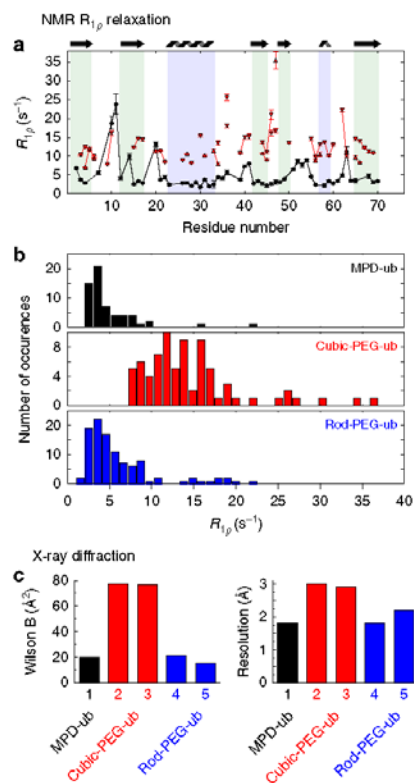 NMR R1ρ relaxation
a
R1ρ (s−1)
35
30
25
20
15
10
5
0
10 20 30 40 50 60 70
Residue number
b
Number of occurences
20
10
0
MPD-ub
8
4
0
Cubic-PEG-ub
20
10
0
Rod-PEG-ub
0 5 10 15 20 25 30 35 40
R1ρ (s−1)
X-ray diffraction
c
Wilson B (Å2)
80
60
40
20
0
1 2 3 4 5
MPD-ub
Cubic-PEG-ub
Rod-PEG-ub
Resolution (Å)
3
2
1
0
1 2 3 4 5
MPD-ub
Cubic-PEG-ub
Rod-PEG-ub